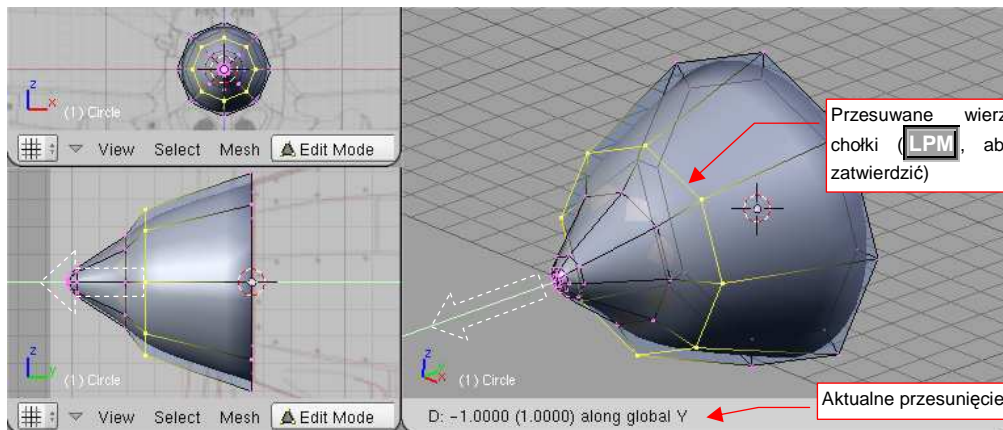 z
x
(1) Circle
View Select Mesh Edit Mode
z
y
(1) Circle
View Select Mesh Edit Mode
Przesuwane wierz
chołki (LPM, ab
zatwierdzić)
z
y
x
(1) Circle
D: -1.0000 (1.0000) along global Y
Aktualne przesunięcie